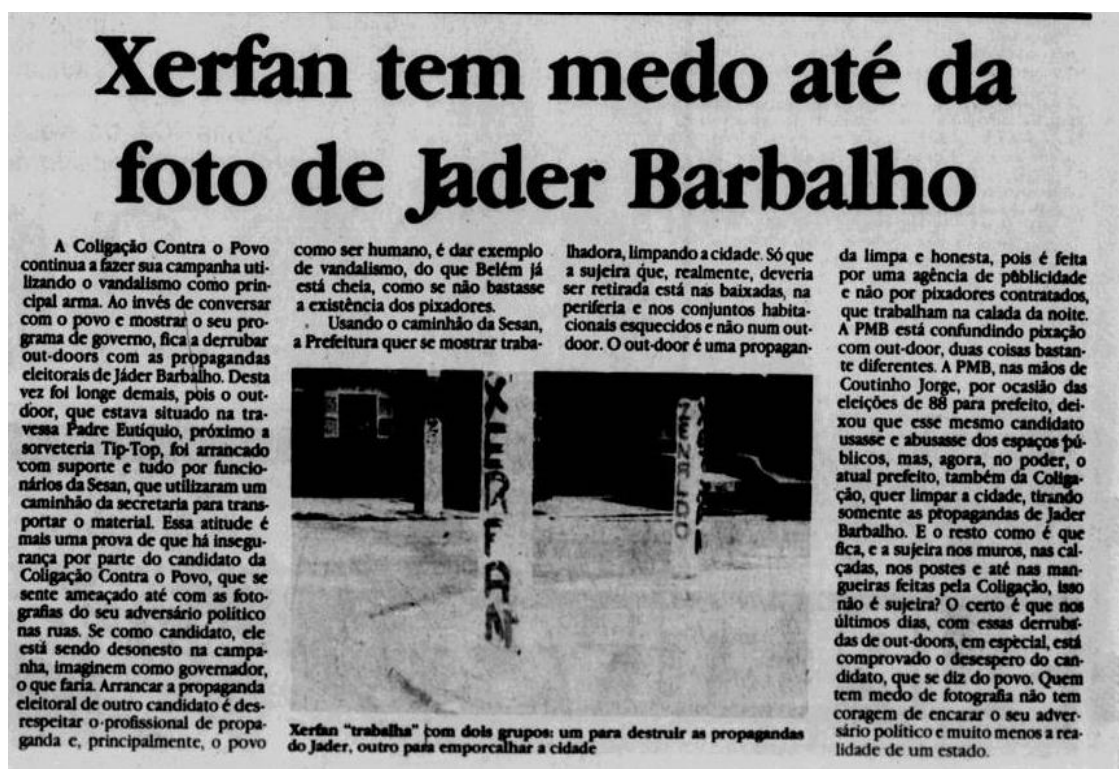 Xerfan tem medo até da
foto de Jader Barbalho
A Coligação Contra o Povo
continua a fazer sua campanha uti-
lizando o vandalismo como prin-
cipal arma. Ao invés de conversar
com o povo e mostrar o seu pro-
grama de governo, fica a derrubar
out-doors com as propagandas
eleitorais de Jáder Barbalho. Desta
vez foi longe demais, pois o out-
door, que estava situado na tra-
vessa Padre Eutíquio, próximo a
sorveteria Tip-Top, foi arrancado
com suporte e tudo por funcio-
nários da Sesan, que utilizaram um
caminhão da secretaria para trans-
portar o material. Essa atitude é
mais uma prova de que há insegu-
rança por parte do candidato da
Coligação Contra o Povo, que se
sente ameaçado até com as foto-
grafias do seu adversário político
nas ruas. Se como candidato, ele
está sendo desonesto na campa-
nha, imaginem como governador,
o que faria. Arrancar a propaganda
eleitoral de outro candidato é des-
respeitar o profissional de propa-
ganda e, principalmente, o povo
como ser humano, é dar exemplo
de vandalismo, do que Belém já
está cheia, como se não bastasse
a existência dos pixadores.
Usando o caminhão da Sesan,
a Prefeitura quer se mostrar traba-
lhadora, limpando a cidade. Só que
a sujeira que, realmente, deveria
ser retirada está nas baixadas, na
periferia e nos conjuntos habita-
cionais esquecidos e não num out-
door. O out-door é uma propagan-
da limpa e honesta, pois é feita
por uma agência de publicidade
e não por pixadores contratados,
que trabalham na calada da noite.
A PMB está confundindo pixação
com out-door, duas coisas bastan-
te diferentes. A PMB, nas mãos de
Coutinho Jorge, por ocasião das
eleições de 88 para prefeito, dei-
xou que esse mesmo candidato
usasse e abusasse dos espaços pú-
blicos, mas, agora, no poder, o
atual prefeito, também da Coliga-
ção, quer limpar a cidade, tirando
somente as propagandas de Jader
Barbalho. E o resto como é que
fica, e a sujeira nos muros, nas cal-
çadas, nos postes e até nas man-
gueiras feitas pela Coligação, isso
não é sujeira? O certo é que nos
últimos dias, com essas derruba-
das de out-doors, em especial, está
comprovado o desespero do can-
didato, que se diz do povo. Quem
tem medo de fotografia não tem
coragem de encarar o seu adver-
sário político e muito menos a rea-
lidade de um estado.
XERFAN
ZENALDO
Xerfan "trabalha" com dois grupos: um para destruir as propagandas
do Jader, outro para emporcalhar a cidade